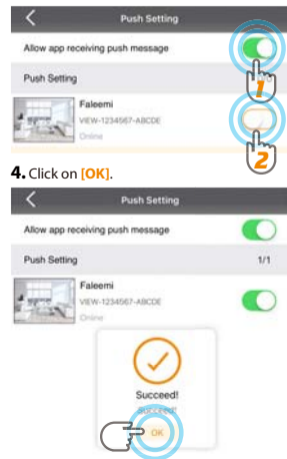 Push Setting
Allow app receiving push message
1
Push Setting
Faleemi
VIEW-1234567-ABCDE
Online
2
4. Click on [OK].
Push Setting
Allow app receiving push message
Push Setting 1/1
Faleemi
VIEW-1234567-ABCDE
Online
Succeed!
Succeed!
OK